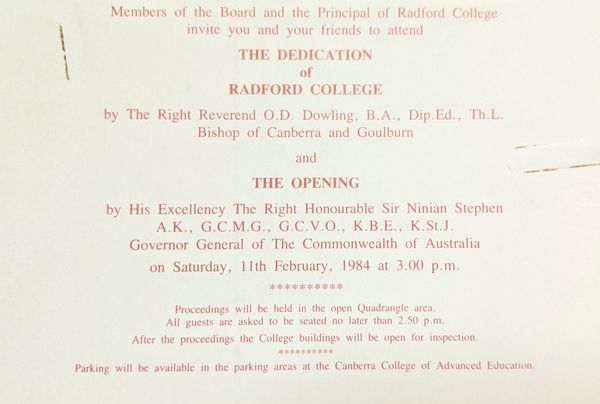 Members of the Board and the Principal of Radford College
invite you and your friends to attend
THE DEDICATION
of
RADFORD COLLEGE
by The Right Reverend O.D. Dowling, B.A., Dip.Ed., Th.L.
Bishop of Canberra and Goulburn
and
THE OPENING
by His Excellency The Right Honourable Sir Ninian Stephen
A.K., G.C.M.G., G.C.V.O., K.B.E., K.St.J.
Governor General of The Commonwealth of Australia
on Saturday, 11th February, 1984 at 3.00 p.m.
**********
Proceedings will be held in the open Quadrangle area.
All guests are asked to be seated no later than 2.50 p.m.
After the proceedings the College buildings will be open for inspection.
**********
Parking will be available in the parking areas at the Canberra College of Advanced Education.